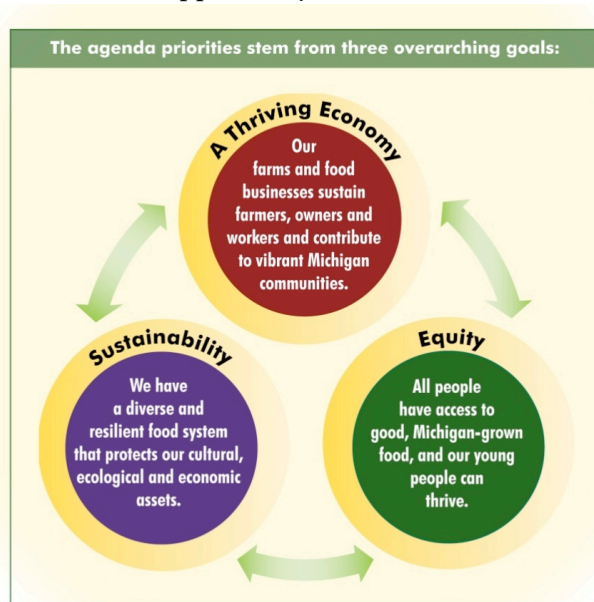 The agenda priorities stem from three overarching goals:
A Thriving Economy
Our
farms and food
businesses sustain
farmers, owners and
workers and contribute
to vibrant Michigan
communities.
Sustainability
We have
a diverse and
resilient food system
that protects our cultural,
ecological and economic
assets.
Equity
All people
have access to
good, Michigan-grown
food, and our young
people can
thrive.